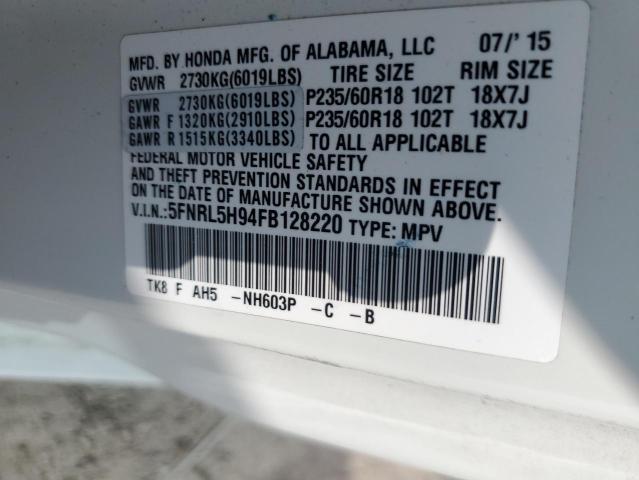 MFD. BY HONDA MFG. OF ALABAMA, LLC 07/' 15
GVWR 2730KG(6019LBS) TIRE SIZE RIM SIZE
GVWR 2730KG(6019LBS) P235/60R18 102T 18X7J
GAWR F 1320KG(2910LBS) P235/60R18 102T 18X7J
GAWR R 1515KG(3340LBS) TO ALL APPLICABLE
FEDERAL MOTOR VEHICLE SAFETY
AND THEFT PREVENTION STANDARDS IN EFFECT
ON THE DATE OF MANUFACTURE SHOWN ABOVE.
V.I.N.:5FNRL5H94FB128220 TYPE: MPV
TK8 F AH5 -NH603P -C -B